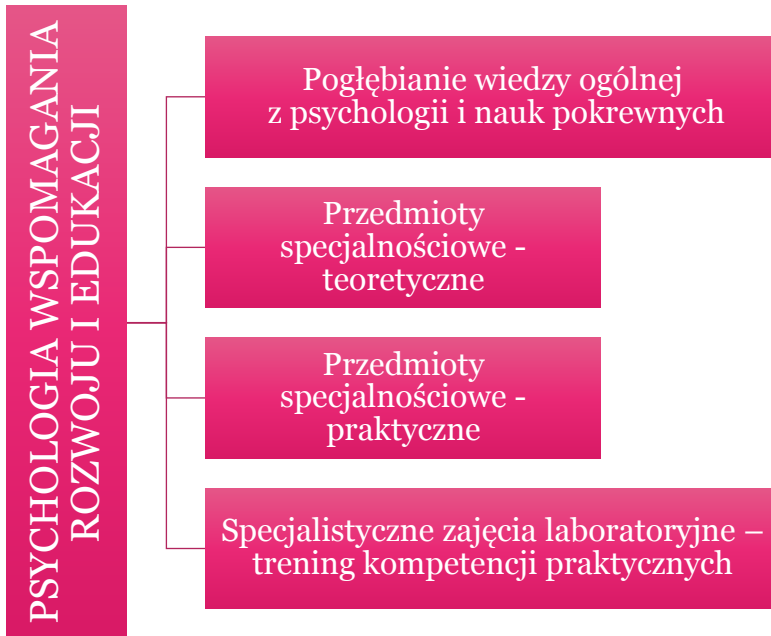 PSYCHOLOGIA WSPOMAGANIA
ROZWOJU I EDUKACJI
Pogłębianie wiedzy ogólnej
z psychologii i nauk pokrewnych
Przedmioty
specjalnościowe -
teoretyczne
Przedmioty
specjalnościowe -
praktyczne
Specjalistyczne zajęcia laboratoryjne –
trening kompetencji praktycznych